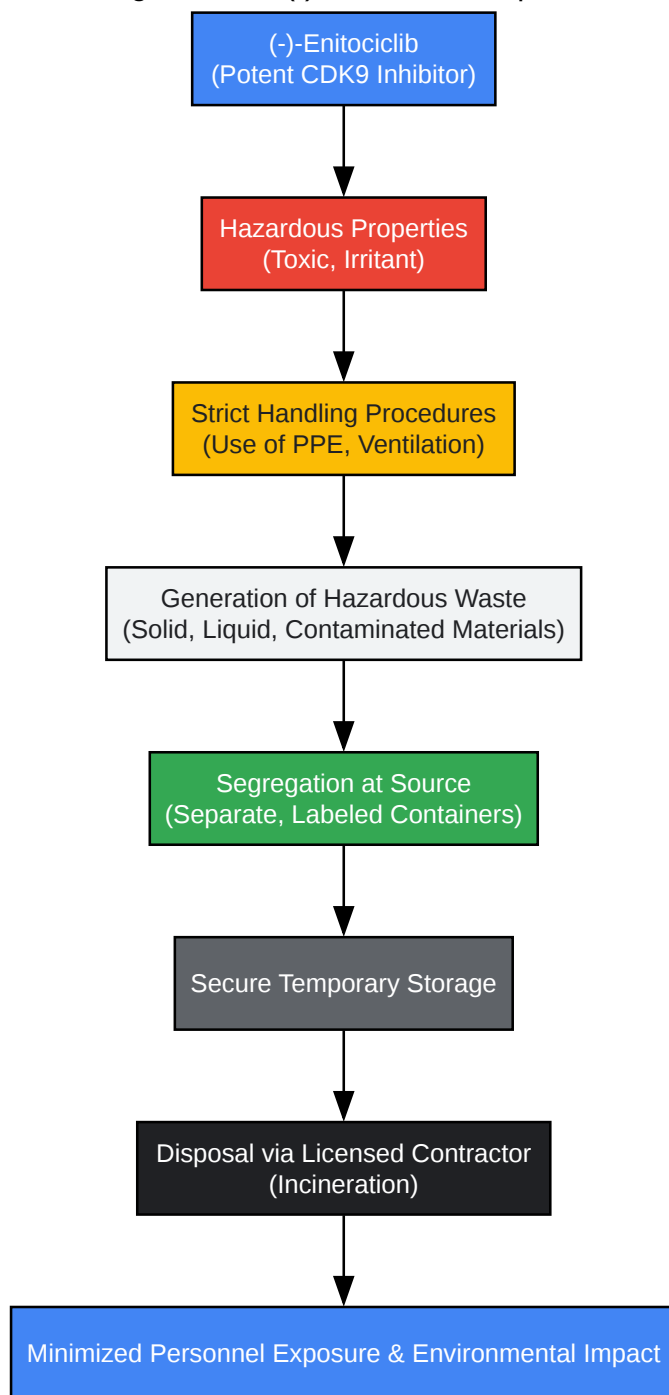 (-)-Enitociclib
(Potent CDK9 Inhibitor)
Hazardous Properties
(Toxic, Irritant)
Strict Handling Procedures
(Use of PPE, Ventilation)
Generation of Hazardous Waste
(Solid, Liquid, Contaminated Materials)
Segregation at Source
(Separate, Labeled Containers)
Secure Temporary Storage
Disposal via Licensed Contractor
(Incineration)
Minimized Personnel Exposure & Environmental Impact